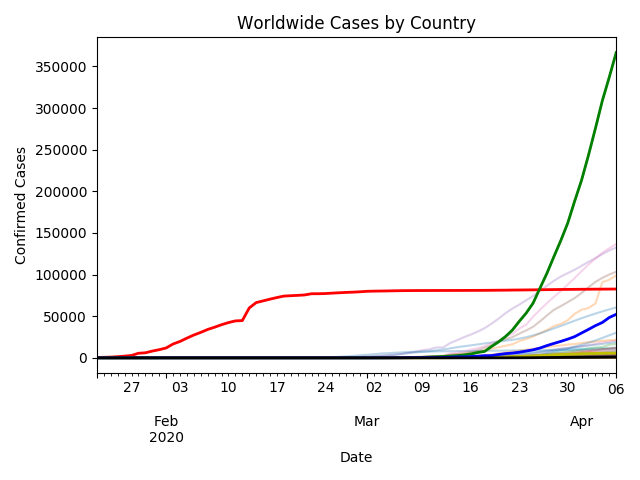 Worldwide Cases by Country
Confirmed Cases
350000
300000
250000
200000
150000
100000
50000
0
27 03 10 17 24 02 09 16 23 30 06
Feb Mar Apr
2020
Date